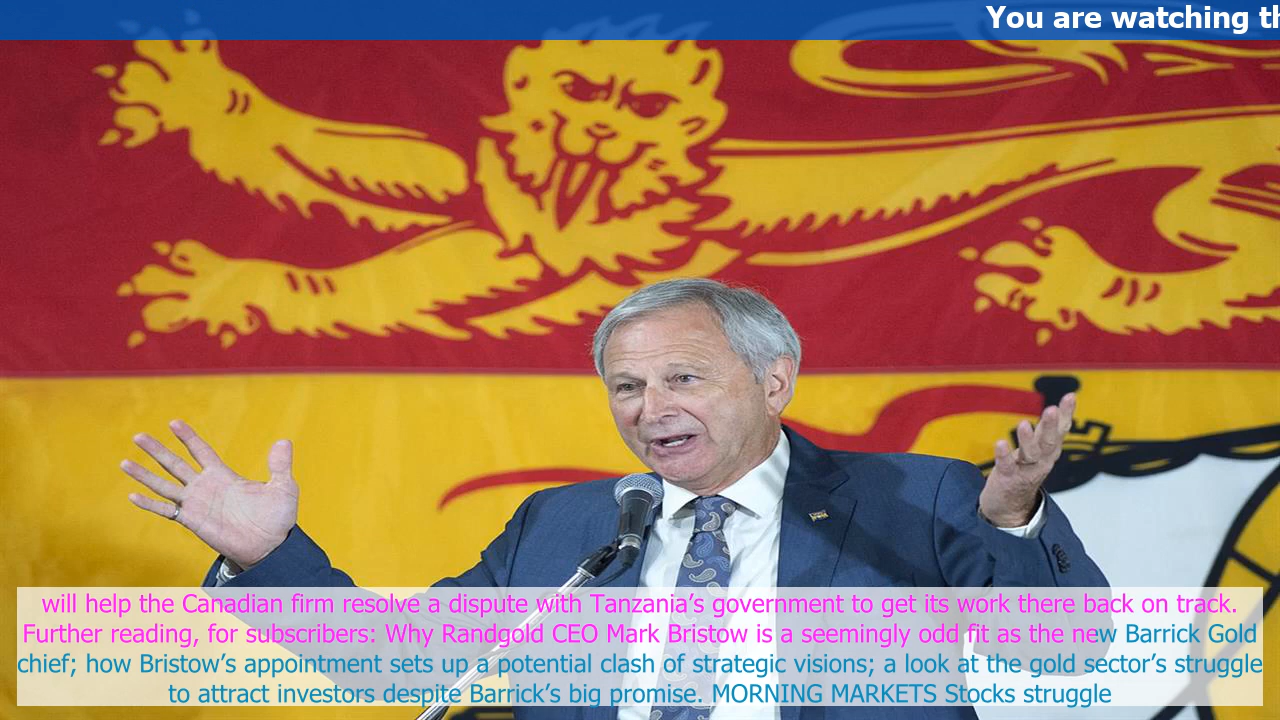 You are watching th
will help the Canadian firm resolve a dispute with Tanzania’s government to get its work there back on track.
Further reading, for subscribers: Why Randgold CEO Mark Bristow is a seemingly odd fit as the new Barrick Gold
chief; how Bristow’s appointment sets up a potential clash of strategic visions; a look at the gold sector’s struggle
to attract investors despite Barrick’s big promise. MORNING MARKETS Stocks struggle